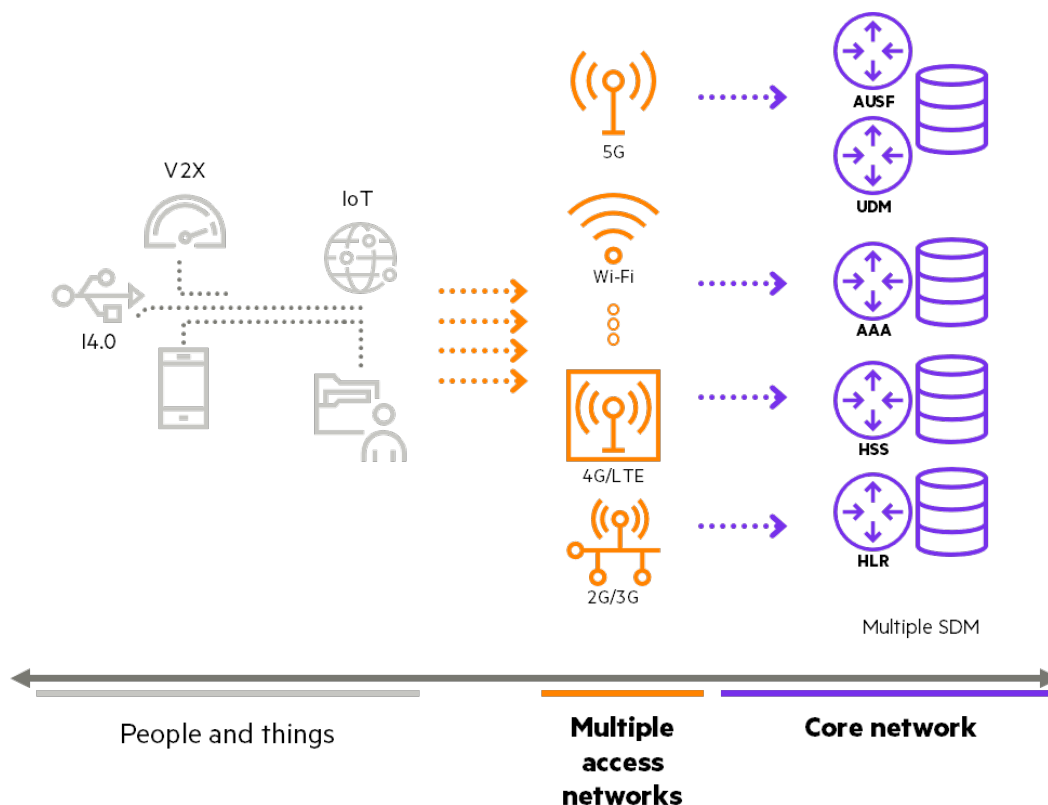 V2X
IoT
I4.0
5G
Wi-Fi
4G/LTE
2G/3G
AUSF
UDM
AAA
HSS
HLR
Multiple SDM
People and things
Multiple
access
networks
Core network